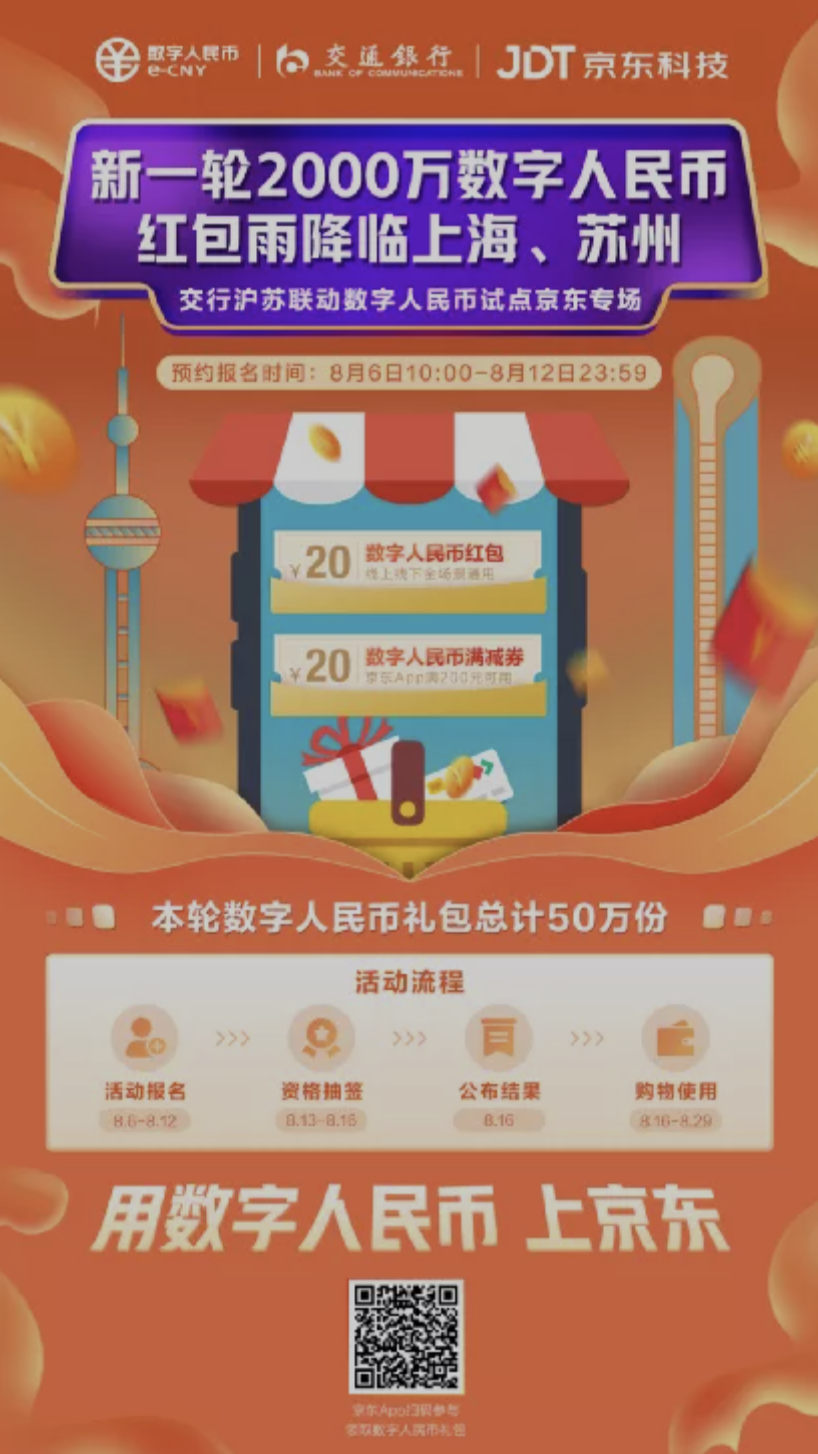 数字人民币
e-CNY
交通銀行
BANK OF COMMUNICATIONS
JDT 京东科技
新一轮2000万数字人民币
红包雨降临上海、苏州
交行沪苏联动数字人民币试点京东专场
预约报名时间：8月6日10:00-8月12日23:59
¥20 数字人民币红包
线上线下全场景通用
¥20 数字人民币满减券
京东App满200元可用
本轮数字人民币礼包总计50万份
活动流程
活动报名 >>> 资格抽签 >>> 公布结果 >>> 购物使用
8.6-8.12 8.13-8.15 8.16 8.16-8.29
用数字人民币 上京东
京东App扫码参与
领取数字人民币礼包